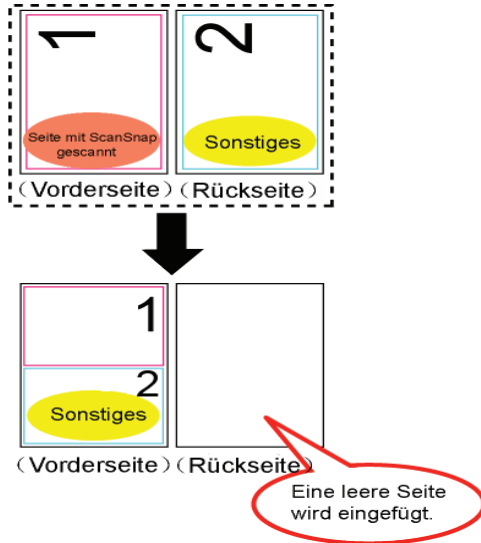 1
2
Seite mit ScanSnap
gescannt
Sonstiges
(Vorderseite) (Rückseite)
1
2
Sonstiges
(Vorderseite) (Rückseite)
Eine leere Seite
wird eingefügt.